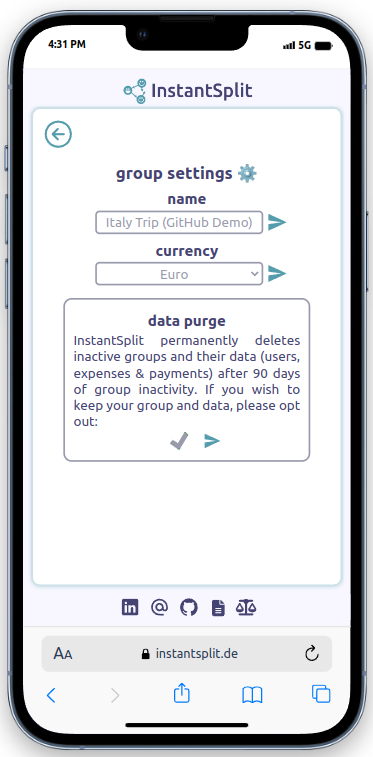 4:31 PM
5G
InstantSplit
group settings
name
Italy Trip (GitHub Demo)
currency
Euro
data purge
InstantSplit permanently deletes
inactive groups and their data (users,
expenses & payments) after 90 days
of group inactivity. If you wish to
keep your group and data, please opt
out:
in
AA
instantsplit.de